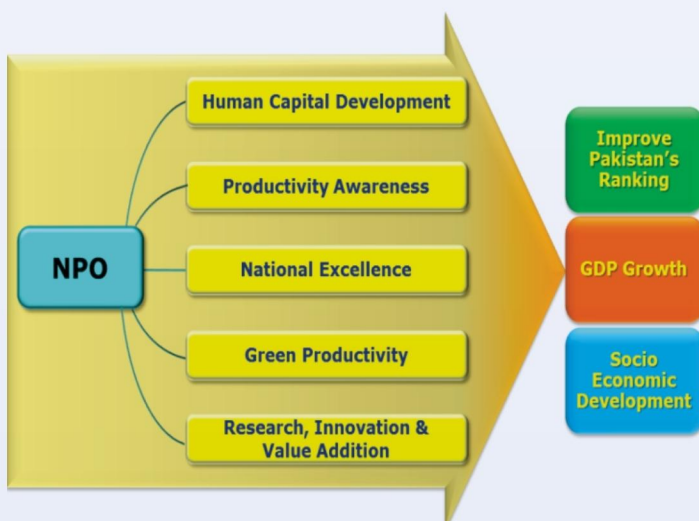 NPO
Human Capital Development
Productivity Awareness
National Excellence
Green Productivity
Research, Innovation &
Value Addition
Improve
Pakistan's
Ranking
GDP Growth
Socio
Economic
Development